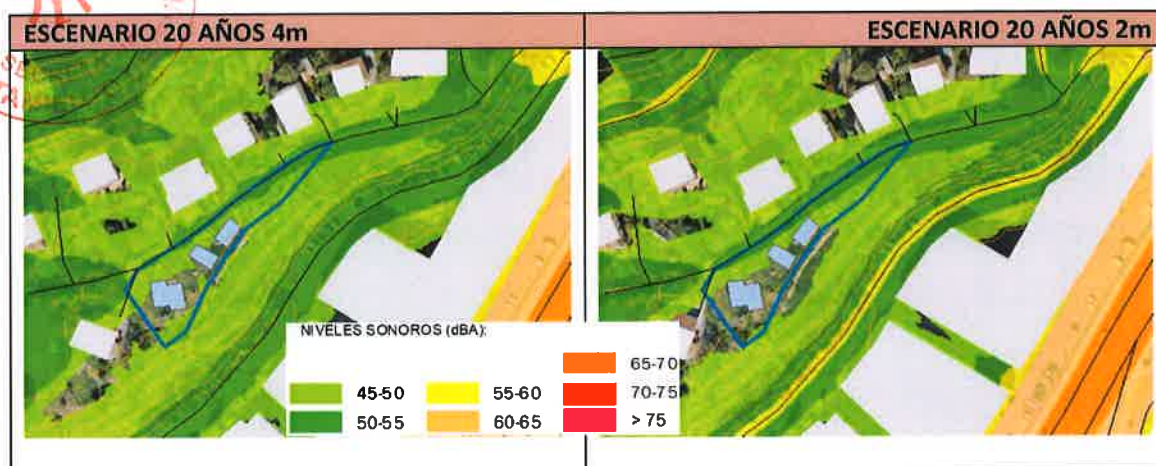 ESCENARIO 20 AÑOS 4m
ESCENARIO 20 AÑOS 2m
NIVELES SONOROS (dBA):
45-50
50-55
55-60
60-65
65-70
70-75
> 75